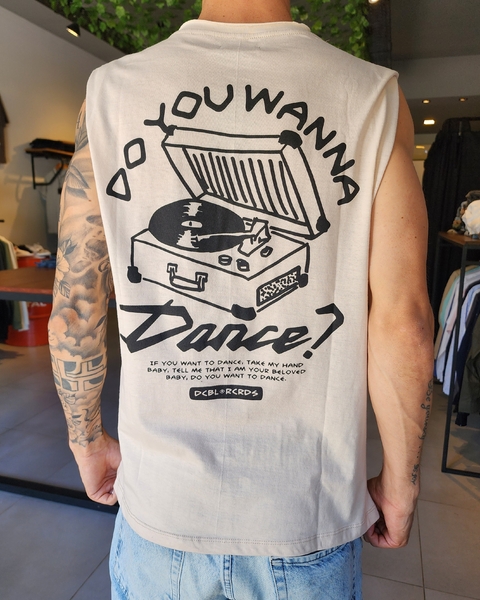 DO YOU WANNA
Dance?
IF YOU WANT TO DANCE, TAKE MY HAND
BABY, TELL ME THAT I AM YOUR BELOVED
BABY, DO YOU WANT TO DANCE.
DCBL®RCRDS